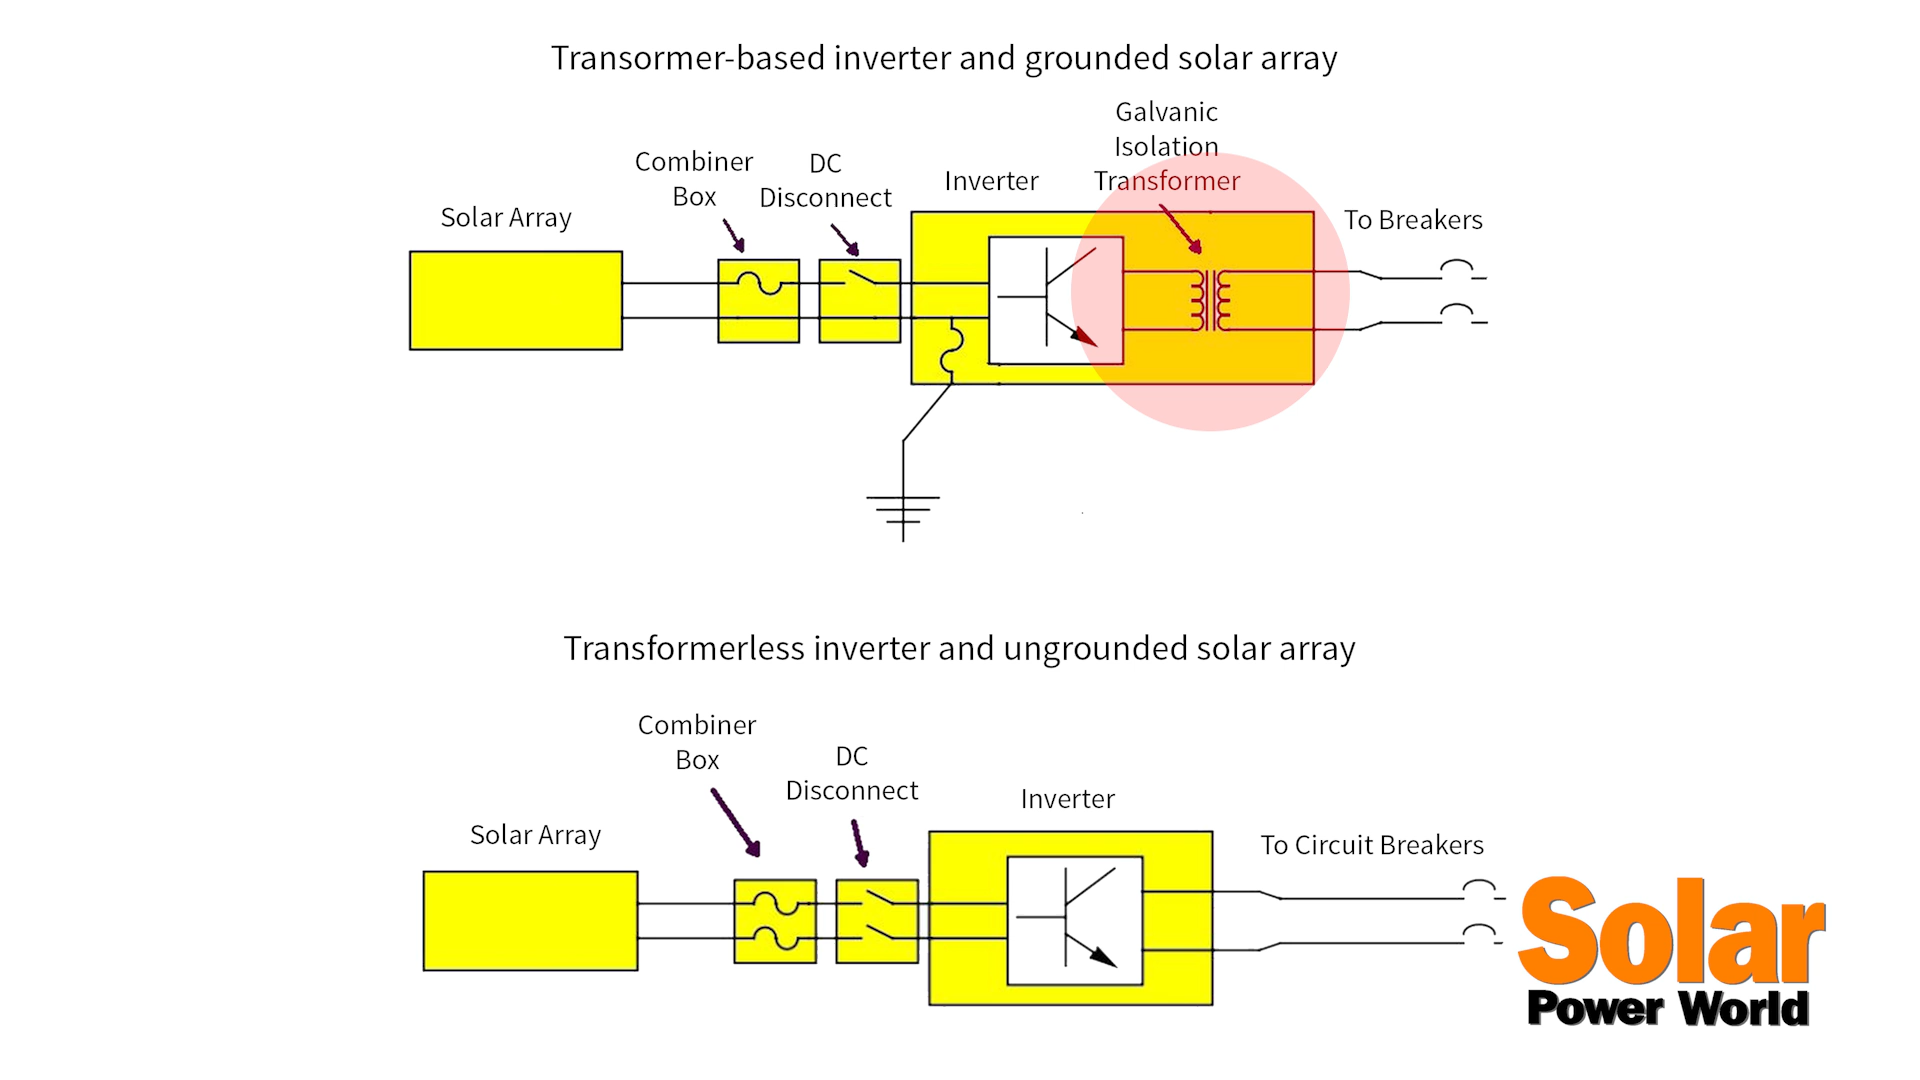 Transormer-based inverter and grounded solar array
Galvanic
Isolation
Transformer
Combiner
Box
DC
Disconnect
Inverter
Solar Array
To Breakers
Transformerless inverter and ungrounded solar array
Combiner
Box
DC
Disconnect
Inverter
Solar Array
To Circuit Breakers
Solar
Power World